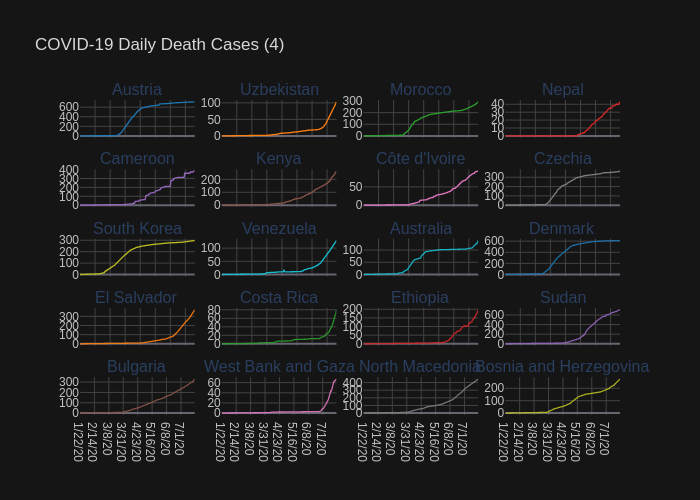 COVID-19 Daily Death Cases (4)
Austria Uzbekistan Morocco Nepal
600 400 200 0
100 50 0
300 200 100 0
40 30 20 10 0
Cameroon Kenya Côte d'Ivoire Czechia
400 300 200 100 0
200 100 0
50 0
300 200 100 0
South Korea Venezuela Australia Denmark
300 200 100 0
100 50 0
100 50 0
600 400 200 0
El Salvador Costa Rica Ethiopia Sudan
300 200 100 0
80 60 40 20 0
200 150 100 50 0
600 400 200 0
Bulgaria West Bank and Gaza North Macedonia Bosnia and Herzegovina
300 200 100 0
60 40 20 0
400 300 200 100 0
200 100 0
1/22/20 2/14/20 3/8/20 3/31/20 4/23/20 5/16/20 6/8/20 7/1/20
1/22/20 2/14/20 3/8/20 3/31/20 4/23/20 5/16/20 6/8/20 7/1/20
1/22/20 2/14/20 3/8/20 3/31/20 4/23/20 5/16/20 6/8/20 7/1/20
1/22/20 2/14/20 3/8/20 3/31/20 4/23/20 5/16/20 6/8/20 7/1/20